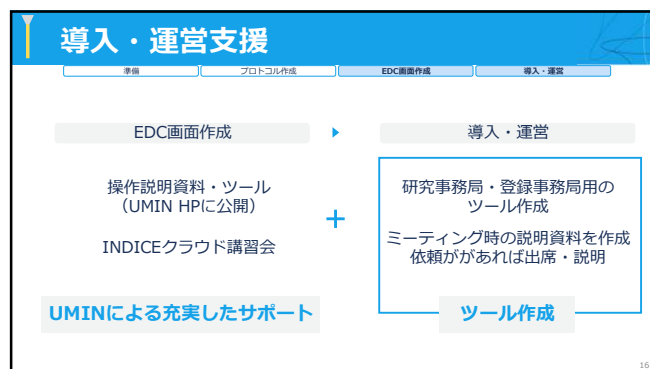 導入・運営支援
準備
プロトコル作成
EDC画面作成
導入・運営
EDC画面作成
導入・運営
操作説明資料・ツール
（UMIN HPに公開）
INDICEクラウド講習会
+
研究事務局・登録事務局用の
ツール作成
ミーティング時の説明資料を作成
依頼ががあれば出席・説明
UMINによる充実したサポート
ツール作成
16